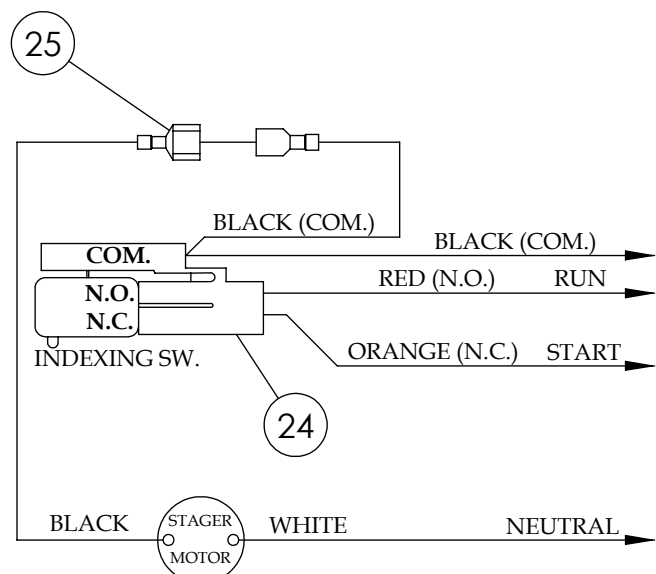 25
BLACK (COM.)
COM.
BLACK (COM.)
RED (N.O.) RUN
N.O.
N.C.
INDEXING SW.
ORANGE (N.C.) START
24
BLACK
STAGER
MOTOR
WHITE
NEUTRAL